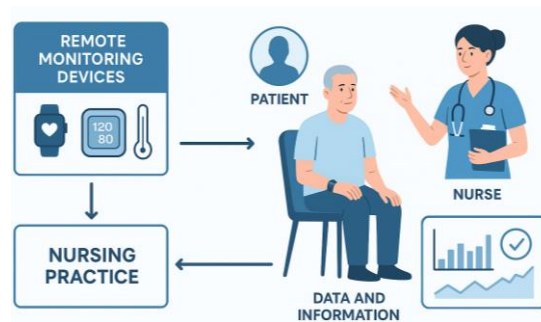 REMOTE
MONITORING
DEVICES
120
80
PATIENT
NURSE
NURSING
PRACTICE
DATA AND
INFORMATION